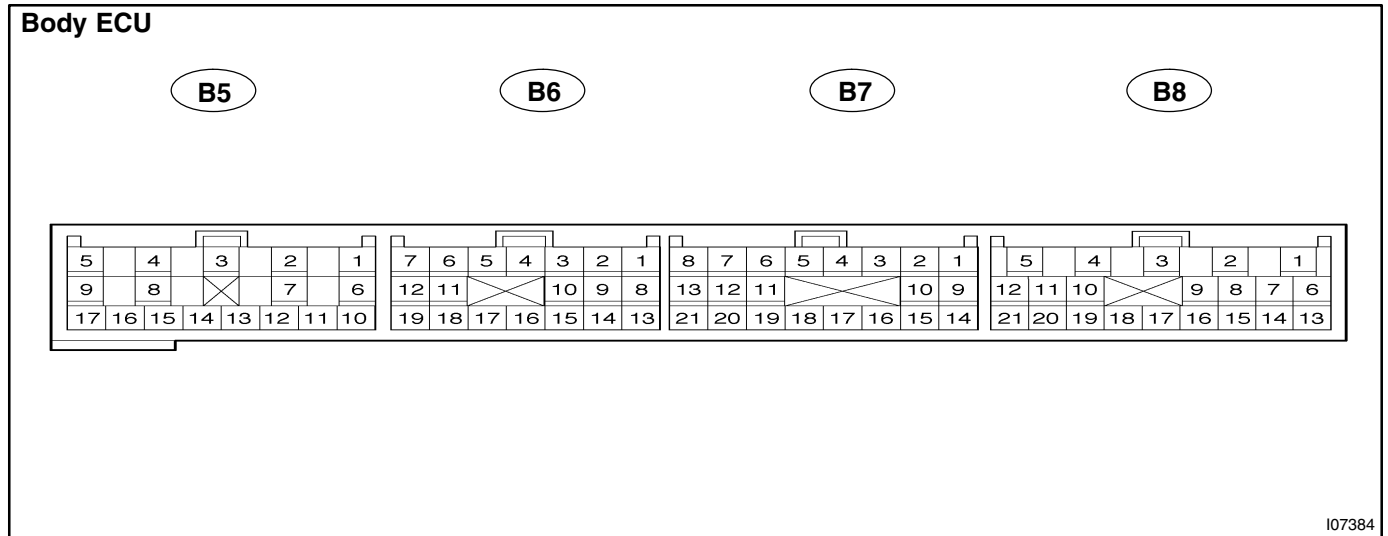 Body ECU
B5 B6 B7 B8
5 4 3 2 1 7 6 5 4 3 2 1 8 7 6 5 4 3 2 1 5 4 3 2 1
9 8 7 6 12 11 10 9 8 13 12 11 10 9 12 11 10 9 8 7 6
17 16 15 14 13 12 11 10 19 18 17 16 15 14 13 21 20 19 18 17 16 15 14 21 20 19 18 17 16 15 14 13
I07384